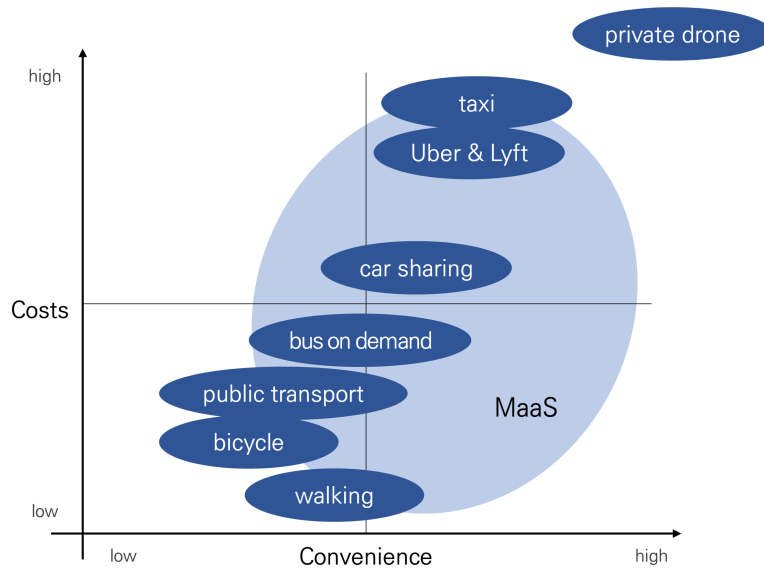 private drone
high
taxi
Uber & Lyft
car sharing
Costs
bus on demand
public transport
MaaS
bicycle
walking
low
low
Convenience
high